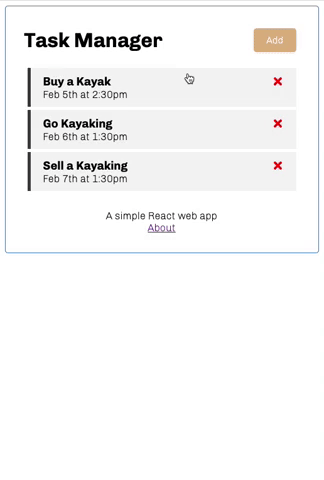 Task Manager
Add
Buy a Kayak
Feb 5th at 2:30pm
Go Kayaking
Feb 6th at 1:30pm
Sell a Kayaking
Feb 7th at 1:30pm
A simple React web app
About